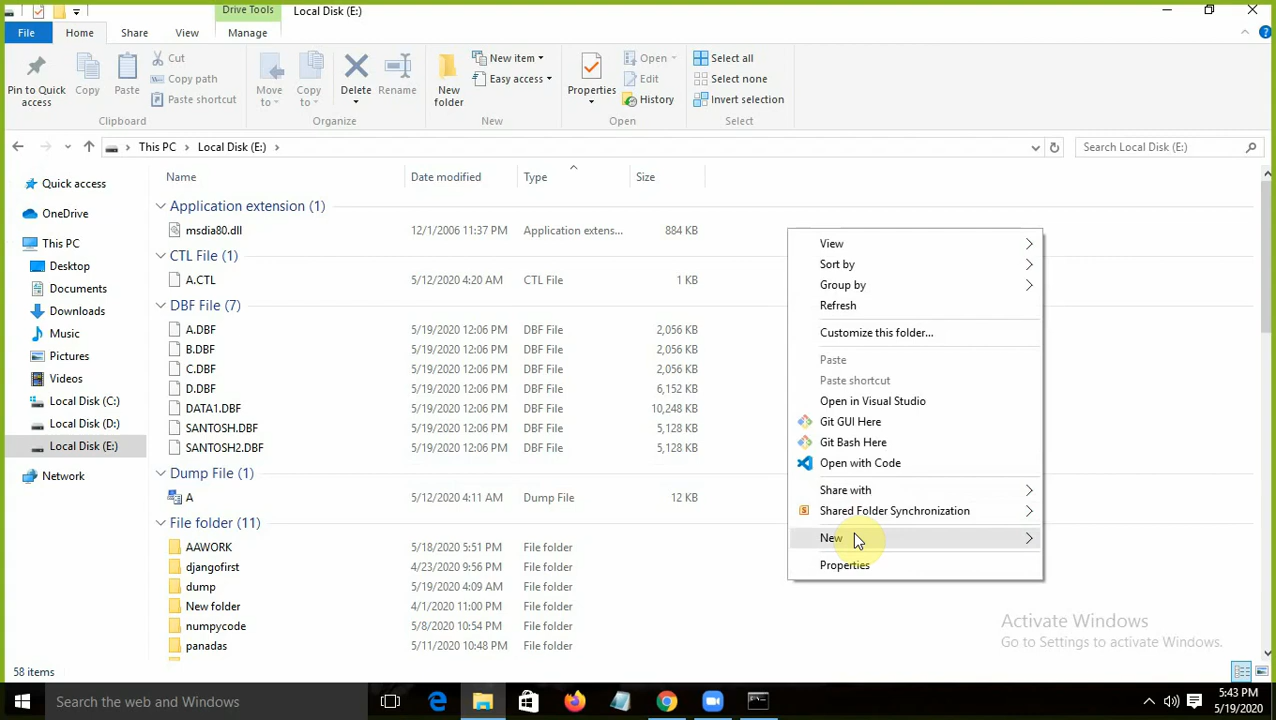 Drive Tools
Local Disk (E:)
File
Home
Share
View
Manage
Pin to Quick access
Copy
Paste
Cut
Copy path
Paste shortcut
Clipboard
Move to
Copy to
Delete
Rename
Organize
New folder
New item
Easy access
New
Properties
Open
Edit
History
Open
Select all
Select none
Invert selection
Select
This PC
Local Disk (E:)
Search Local Disk (E:)
Name
Date modified
Type
Size
Quick access
OneDrive
This PC
Desktop
Documents
Downloads
Music
Pictures
Videos
Local Disk (C:)
Local Disk (D:)
Local Disk (E:)
Network
Application extension (1)
msdia80.dll 12/1/2006 11:37 PM Application extens... 884 KB
CTL File (1)
A.CTL 5/12/2020 4:20 AM CTL File 1 KB
DBF File (7)
A.DBF 5/19/2020 12:06 PM DBF File 2,056 KB
B.DBF 5/19/2020 12:06 PM DBF File 2,056 KB
C.DBF 5/19/2020 12:06 PM DBF File 2,056 KB
D.DBF 5/19/2020 12:06 PM DBF File 6,152 KB
DATA1.DBF 5/19/2020 12:06 PM DBF File 10,248 KB
SANTOSH.DBF 5/19/2020 12:06 PM DBF File 5,128 KB
SANTOSH2.DBF 5/19/2020 12:06 PM DBF File 5,128 KB
Dump File (1)
A 5/12/2020 4:11 AM Dump File 12 KB
File folder (11)
AAWORK 5/18/2020 5:51 PM File folder
djangofirst 4/23/2020 9:56 PM File folder
dump 5/19/2020 4:09 AM File folder
New folder 4/1/2020 11:00 PM File folder
numpycode 5/8/2020 10:54 PM File folder
panadas 5/11/2020 10:48 PM File folder
View
Sort by
Group by
Refresh
Customize this folder...
Paste
Paste shortcut
Open in Visual Studio
Git GUI Here
Git Bash Here
Open with Code
Share with
Shared Folder Synchronization
New
Properties
Activate Windows
Go to Settings to activate Windows.
58 items
Search the web and Windows
5:43 PM
5/19/2020